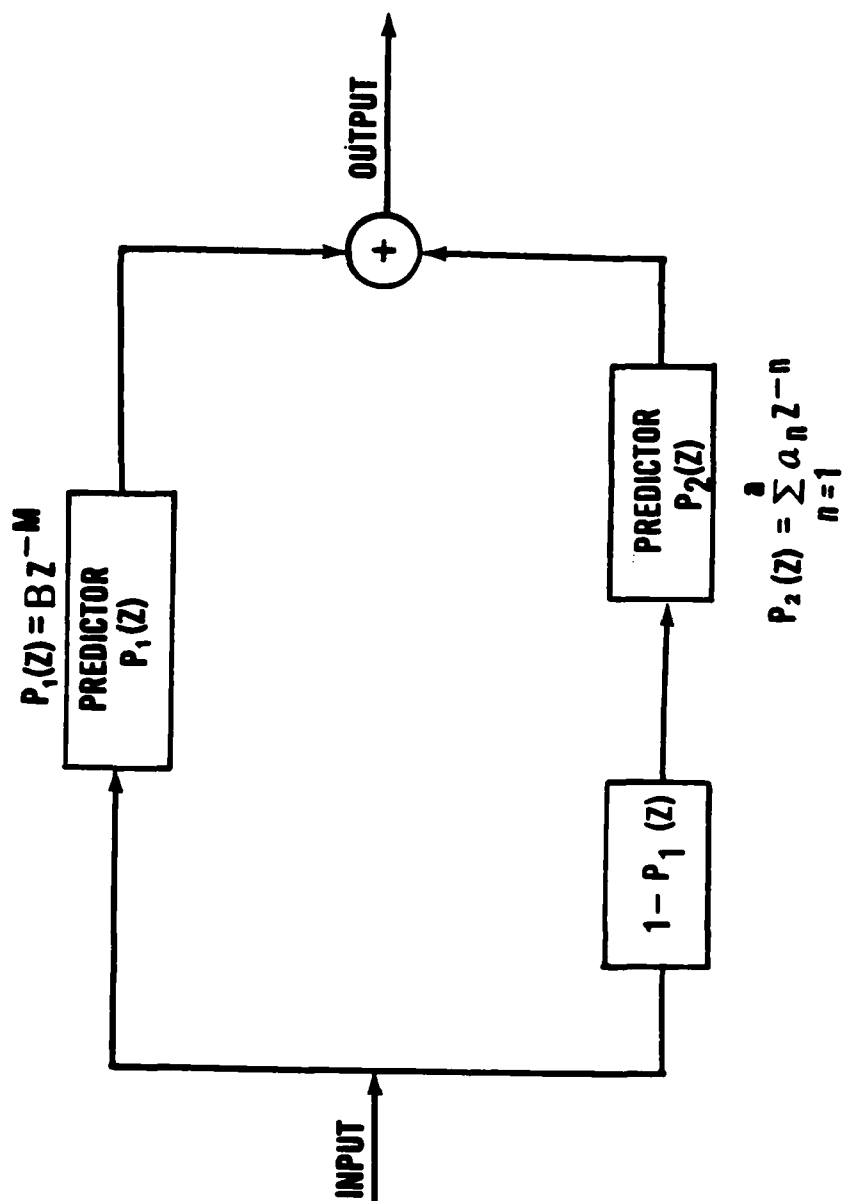 P₁(Z) = B Z⁻ᴹ
PREDICTOR
P₁(Z)
INPUT
+
OUTPUT
1 – P₁ (Z)
PREDICTOR
P₂(Z)
a
P₂(Z) = ∑ aₙ Z⁻ⁿ
n=1